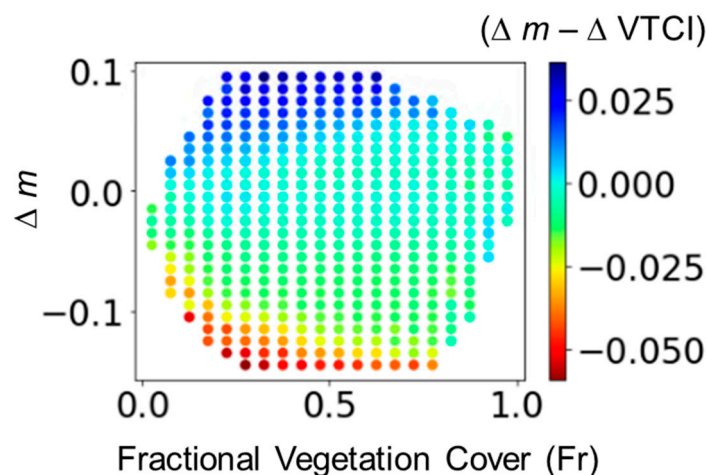 (Δ m – Δ VTCI)
0.1
0.0
−0.1
Δ m
0.0 0.5 1.0
Fractional Vegetation Cover (Fr)
0.025
0.000
−0.025
−0.050